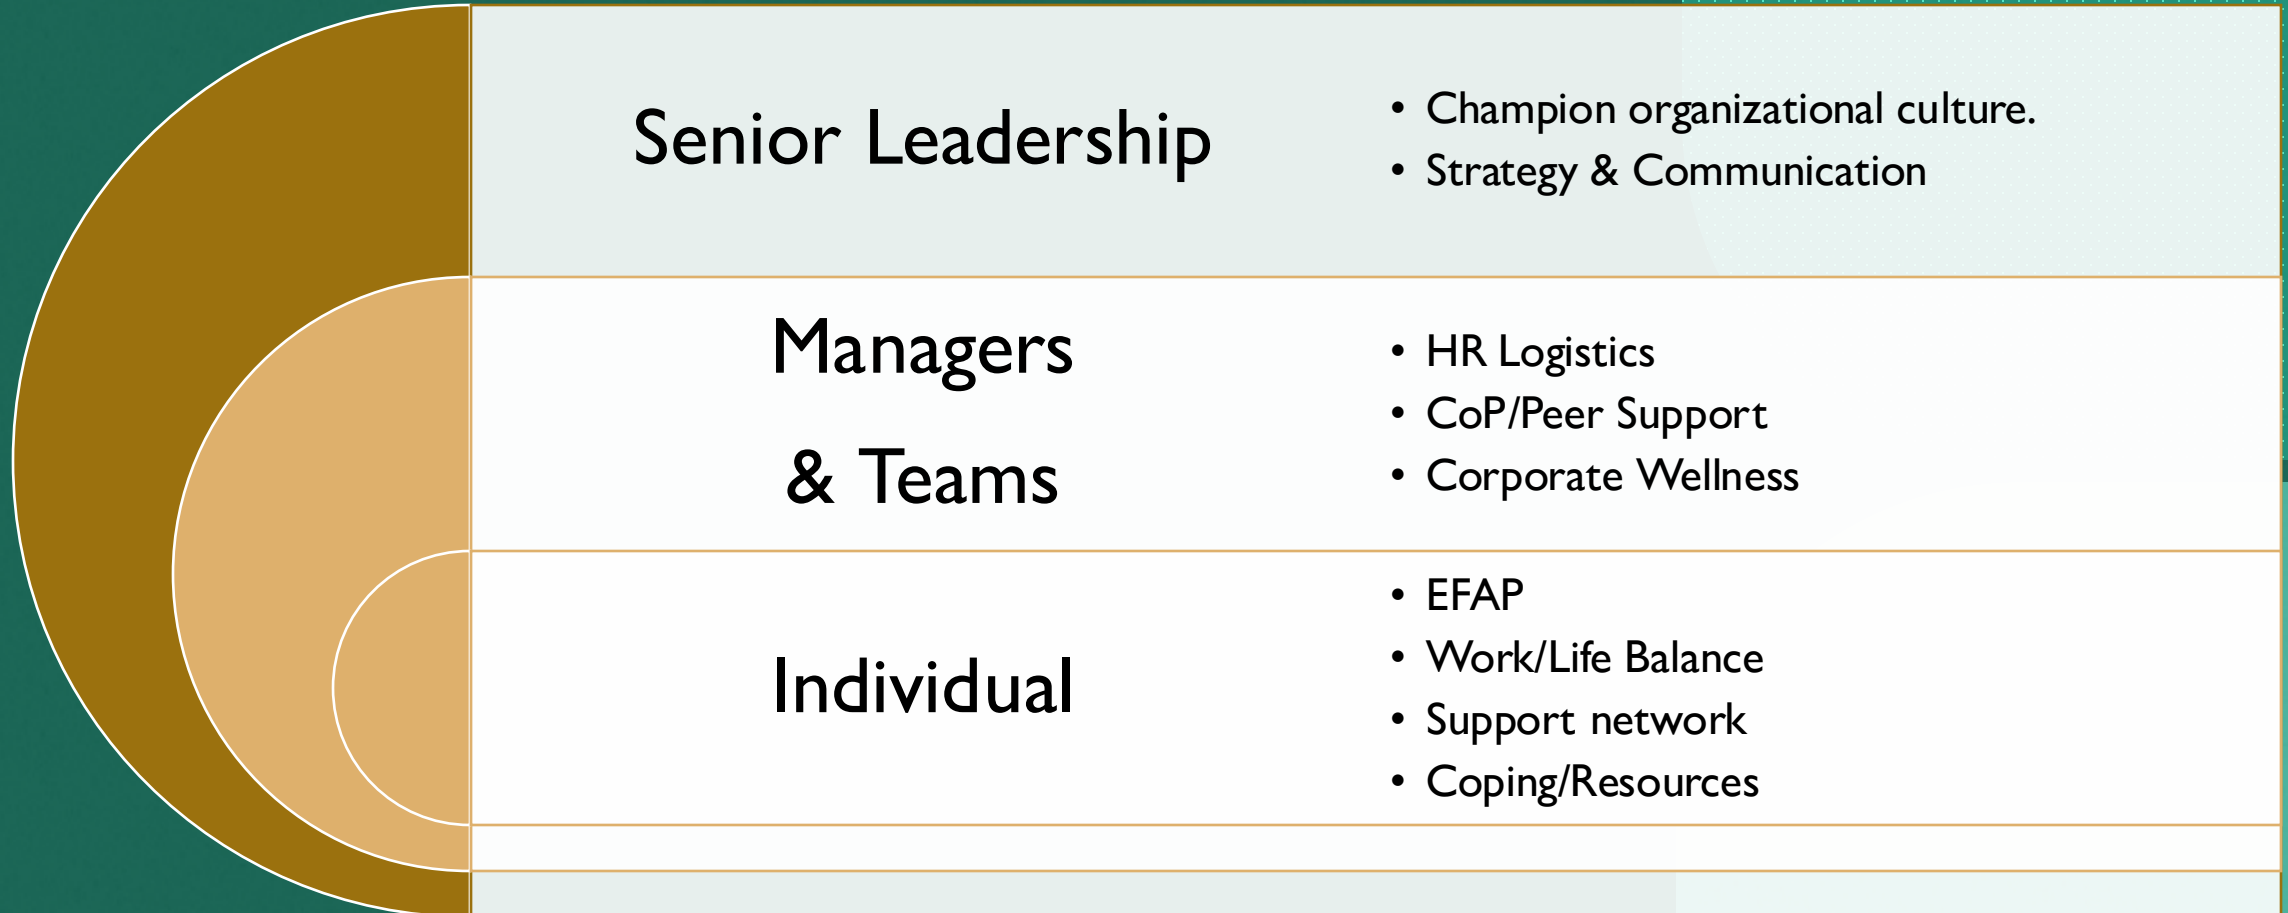 Senior Leadership
• Champion organizational culture.
• Strategy & Communication
Managers
& Teams
• HR Logistics
• CoP/Peer Support
• Corporate Wellness
Individual
• EFAP
• Work/Life Balance
• Support network
• Coping/Resources